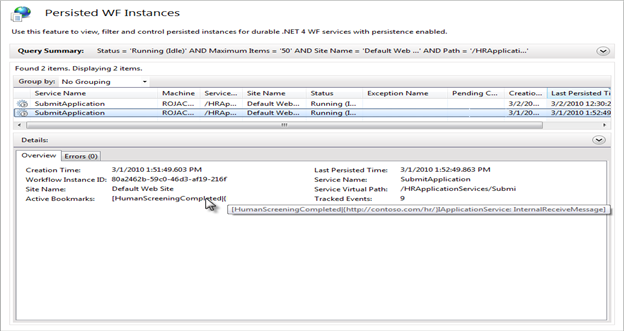 Persisted WF Instances
Use this feature to view, filter and control persisted instances for durable .NET 4 WF services with persistence enabled.
Query Summary: Status = 'Running (Idle)' AND Maximum Items = '50' AND Site Name = 'Default Web ...' AND Path = '/HRApplicati...'
Found 2 items. Displaying 2 items.
Group by: No Grouping
Service Name Machine Service... Site Name Status Exception Name Pending C... Creatio... Last Persisted Ti
SubmitApplication ROJAC... /HRAp... Default Web... Running (I... 3/2/20... 3/2/2010 12:30:2
SubmitApplication ROJAC... /HRAp... Default Web... Running (I... 3/1/20... 3/1/2010 1:52:49
Details:
Overview Errors (0)
Creation Time: 3/1/2010 1:51:49.603 PM Last Persisted Time: 3/1/2010 1:52:49.863 PM
Workflow Instance ID: 80a2462b-59c0-46d3-af19-216f Service Name: SubmitApplication
Site Name: Default Web Site Service Virtual Path: /HRApplicationServices/Submi
Active Bookmarks: [HumanScreeningCompleted]( Tracked Events: 9
[HumanScreeningCompleted](http://contoso.com/hr/)IApplicationService: InternalReceiveMessage]